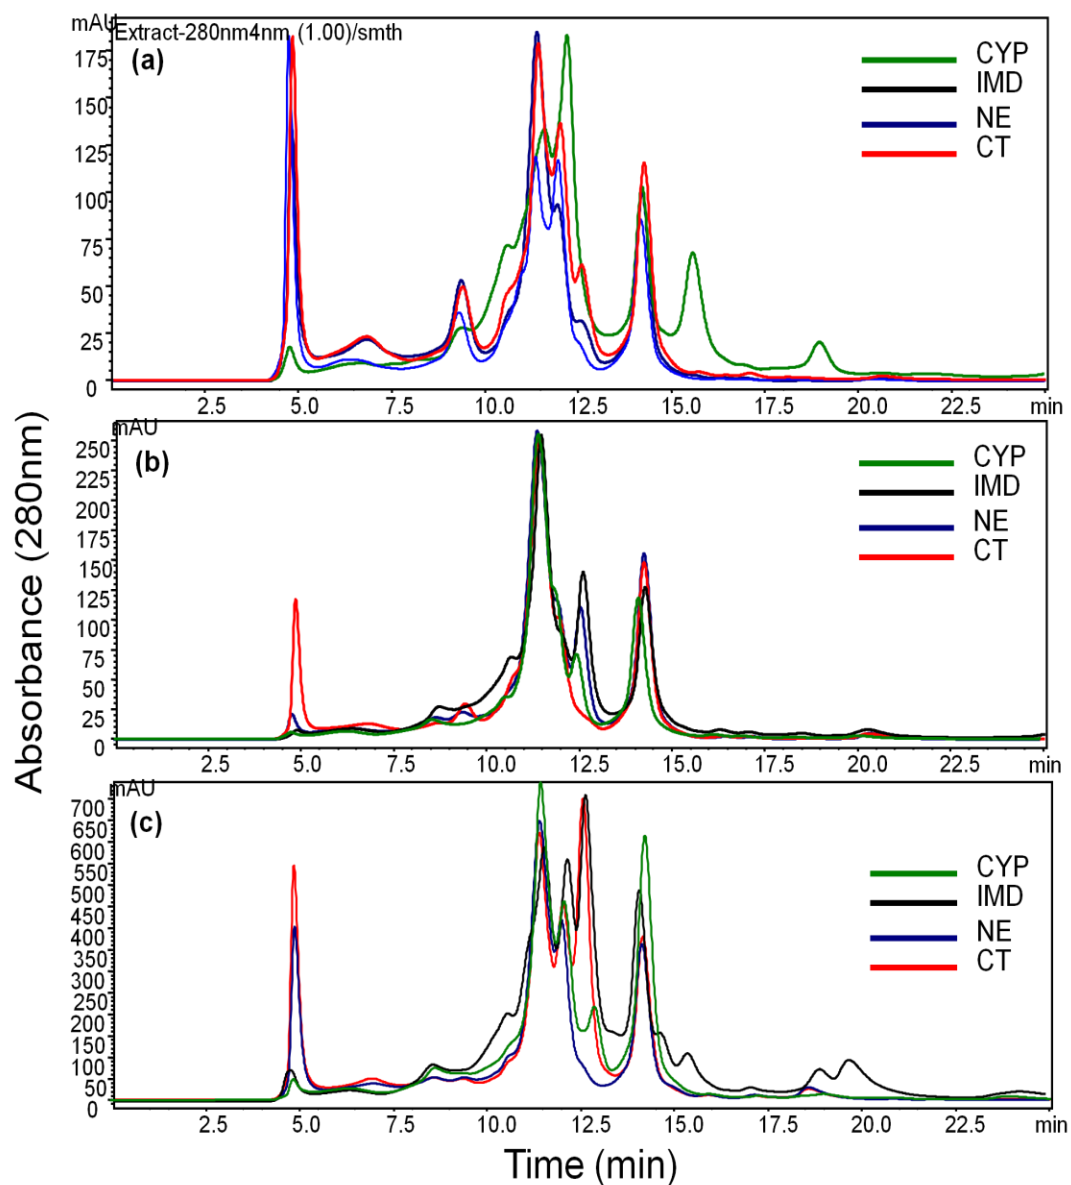 mAU
Extract-280nm4nm (1.00)/smth
(a)
175
150
125
100
75
50
25
0
CYP
IMD
NE
CT
2.5 5.0 7.5 10.0 12.5 15.0 17.5 20.0 22.5 min
mAU
(b)
250
225
200
175
150
125
100
75
50
25
0
CYP
IMD
NE
CT
2.5 5.0 7.5 10.0 12.5 15.0 17.5 20.0 22.5 min
mAU
(c)
700
650
600
550
500
450
400
350
300
250
200
150
100
50
0
CYP
IMD
NE
CT
2.5 5.0 7.5 10.0 12.5 15.0 17.5 20.0 22.5 min
Absorbance (280nm)
Time (min)